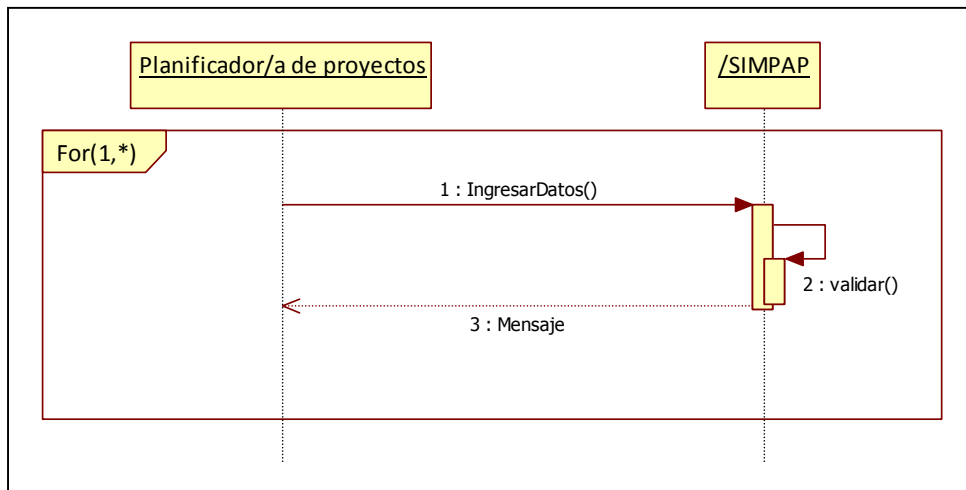 Planificador/a de proyectos
/SIMPAP
For(1,*)
1 : IngresarDatos()
2 : validar()
3 : Mensaje